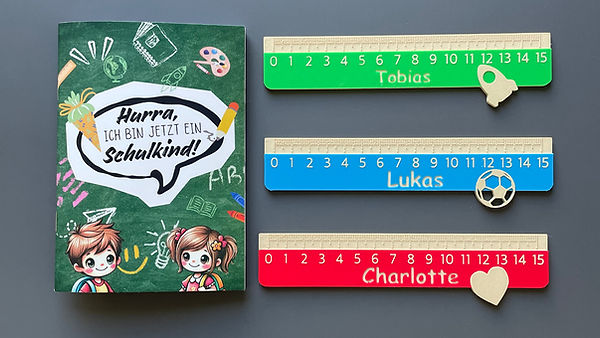 Hurra,
ICH BIN JETZT EIN
Schulkind!
AB
0 1 2 3 4 5 6 7 8 9 10 11 12 13 14 15
Tobias
0 1 2 3 4 5 6 7 8 9 10 11 12 13 14 15
Lukas
0 1 2 3 4 5 6 7 8 9 10 11 12 13 14 15
Charlotte